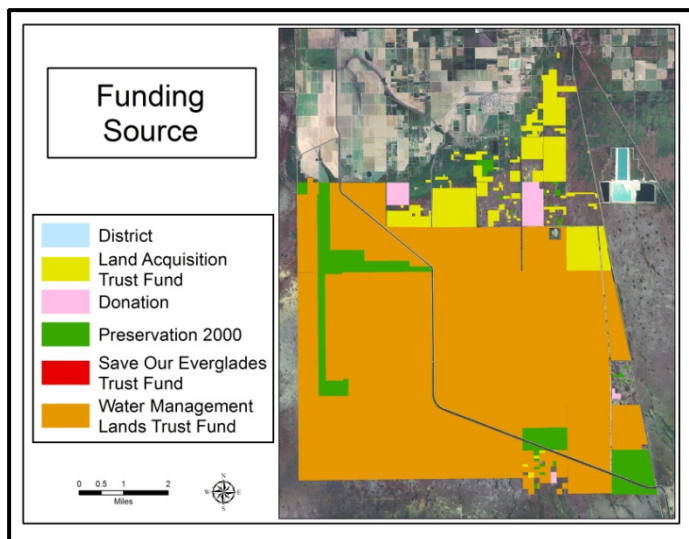 Funding
Source
District
Land Acquisition
Trust Fund
Donation
Preservation 2000
Save Our Everglades
Trust Fund
Water Management
Lands Trust Fund
0 0.5 1 2
Miles
N
W E
S